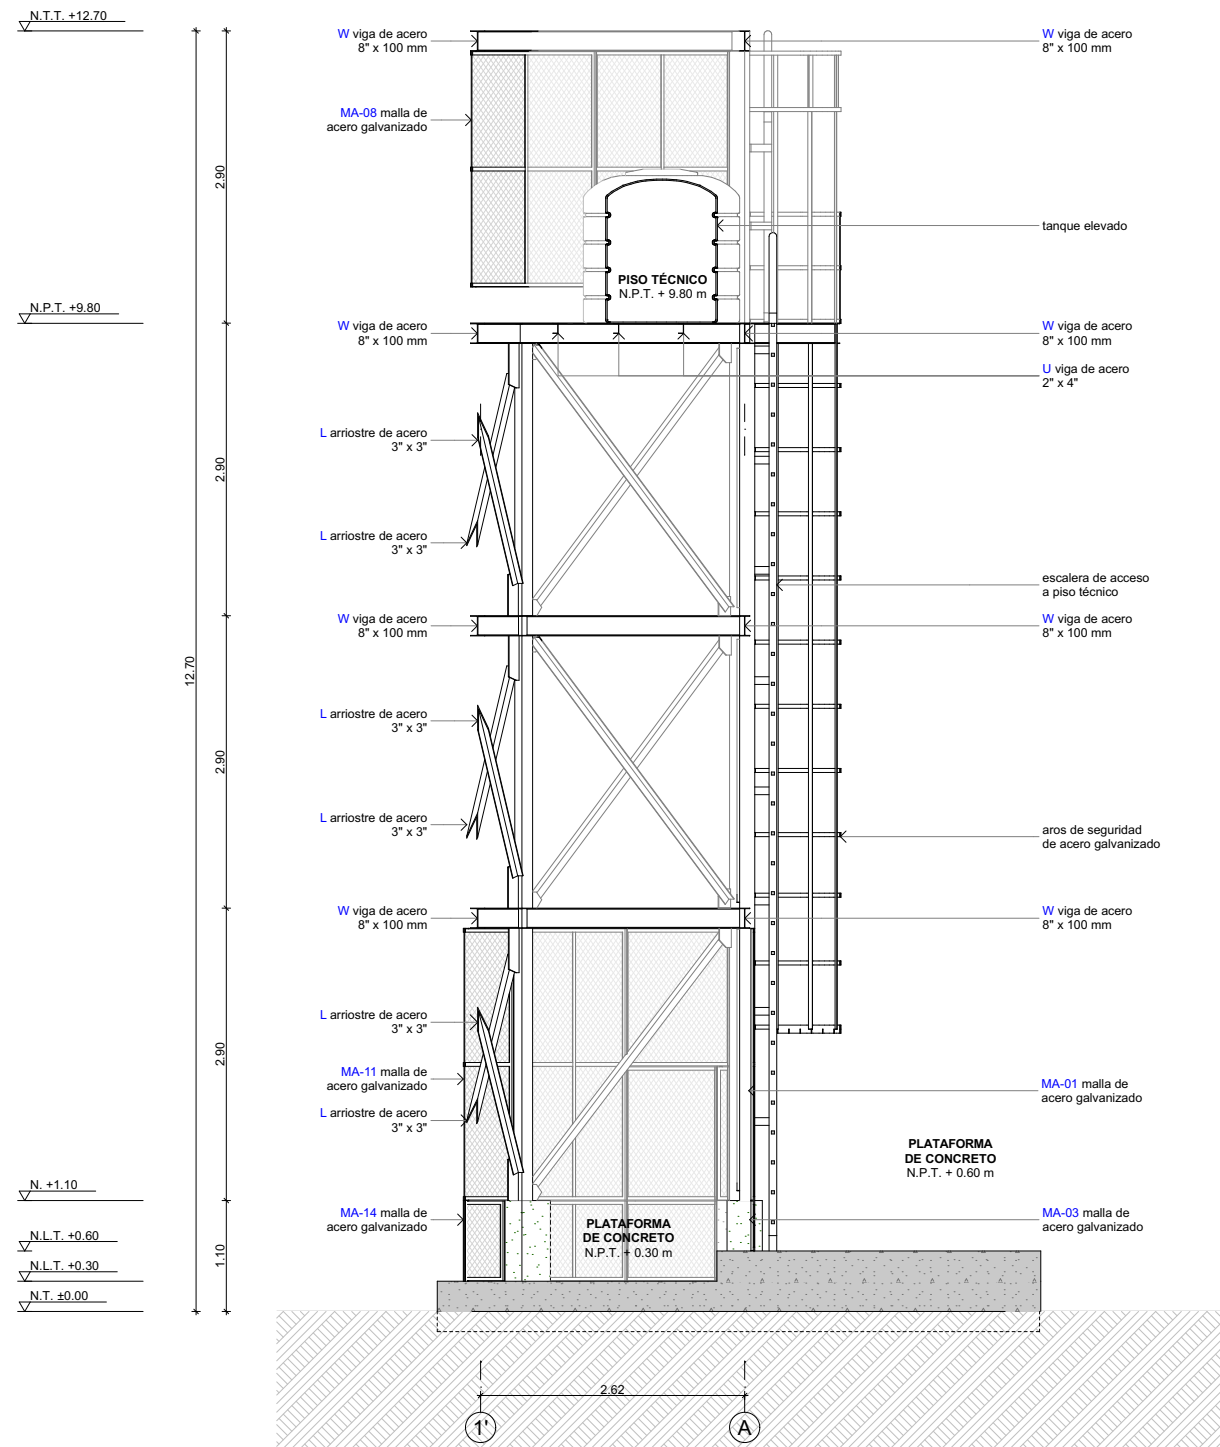 N.T.T. +12.70
W viga de acero
8" x 100 mm
W viga de acero
8" x 100 mm
MA-08 malla de
acero galvanizado
2.90
tanque elevado
PISO TÉCNICO
N.P.T. + 9.80 m
N.P.T. +9.80
W viga de acero
8" x 100 mm
W viga de acero
8" x 100 mm
U viga de acero
2" x 4"
L arriostre de acero
3" x 3"
2.90
L arriostre de acero
3" x 3"
escalera de acceso
a piso técnico
W viga de acero
8" x 100 mm
W viga de acero
8" x 100 mm
12.70
L arriostre de acero
3" x 3"
2.90
L arriostre de acero
3" x 3"
aros de seguridad
de acero galvanizado
W viga de acero
8" x 100 mm
W viga de acero
8" x 100 mm
L arriostre de acero
3" x 3"
2.90
MA-11 malla de
acero galvanizado
MA-01 malla de
acero galvanizado
L arriostre de acero
3" x 3"
PLATAFORMA
DE CONCRETO
N.P.T. + 0.60 m
N. +1.10
MA-14 malla de
acero galvanizado
PLATAFORMA
DE CONCRETO
N.P.T. + 0.30 m
MA-03 malla de
acero galvanizado
N.L.T. +0.60
1.10
N.L.T. +0.30
N.T. ±0.00
2.62
1'
A